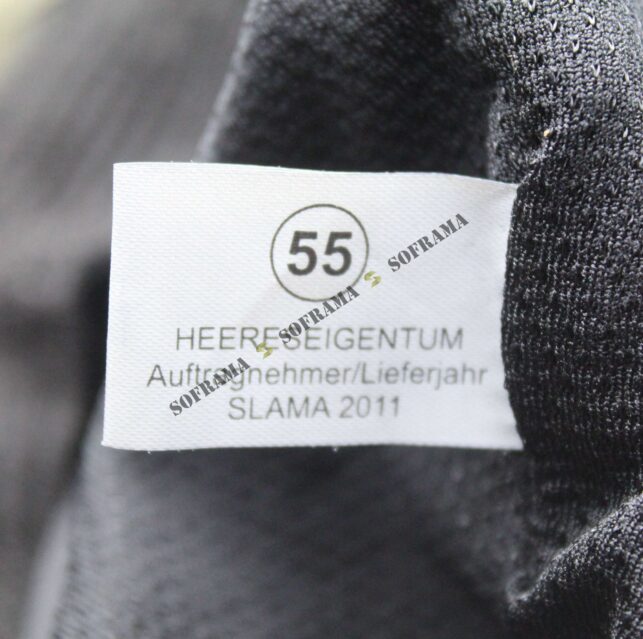 55
HEERESEIGENTUM
Auftragnehmer/Lieferjahr
SLAMA 2011
SOFRAMA S SOFRAMA S SOFRAMA